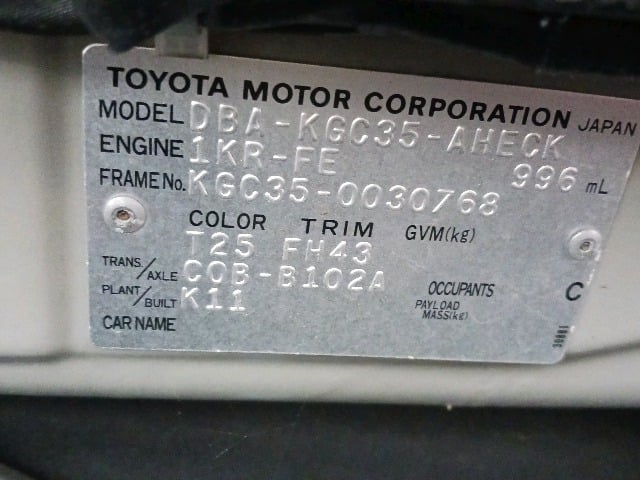 TOYOTA MOTOR CORPORATION JAPAN
MODEL DBA-KGC35-AHECK
ENGINE 1KR-FE 996 mL
FRAME No. KGC35-0030768
COLOR TRIM GVM(kg)
T25 FH43
TRANS./AXLE COB-B102A OCCUPANTS C
PLANT/BUILT K11 PAYLOAD MASS(kg)
CAR NAME